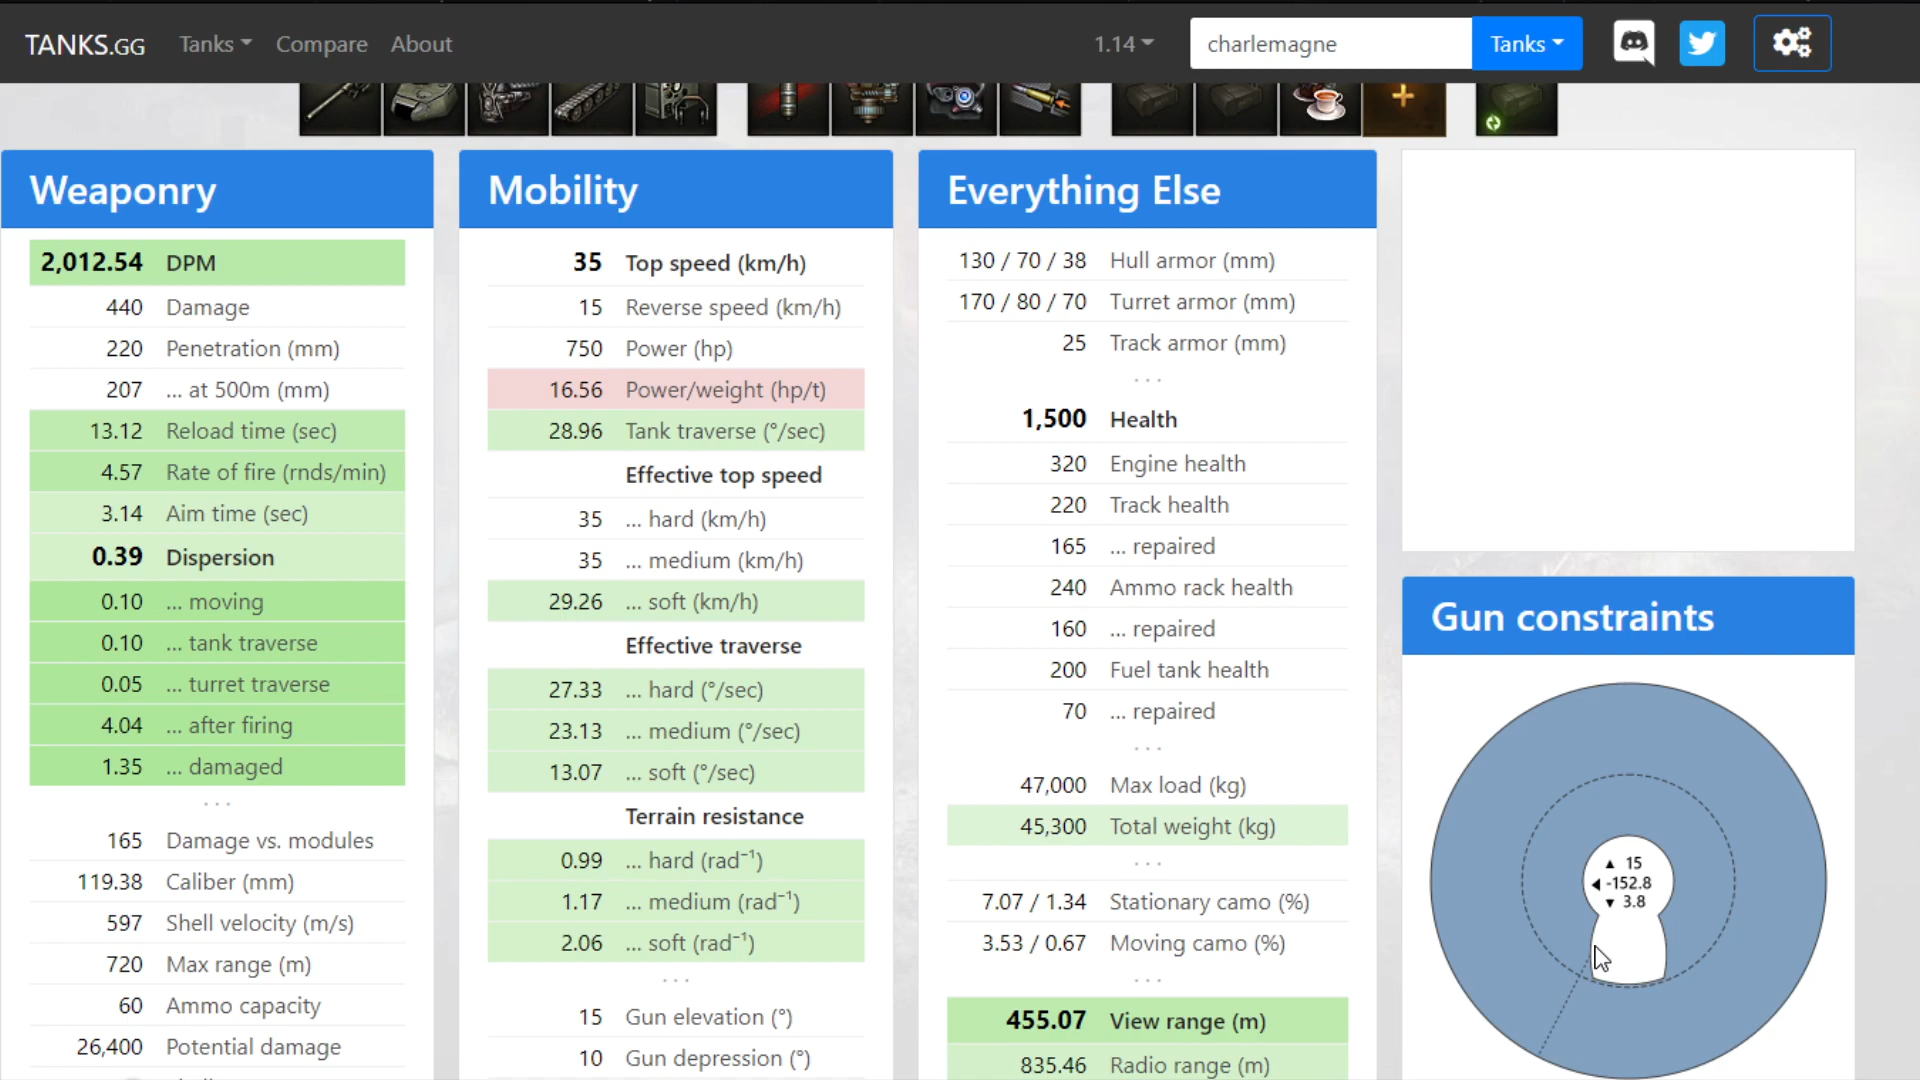 TANKS.GG Tanks Compare About 1.14 charlemagne Tanks
Weaponry
2,012.54 DPM
440 Damage
220 Penetration (mm)
207 ... at 500m (mm)
13.12 Reload time (sec)
4.57 Rate of fire (rnds/min)
3.14 Aim time (sec)
0.39 Dispersion
0.10 ... moving
0.10 ... tank traverse
0.05 ... turret traverse
4.04 ... after firing
1.35 ... damaged
...
165 Damage vs. modules
119.38 Caliber (mm)
597 Shell velocity (m/s)
720 Max range (m)
60 Ammo capacity
26,400 Potential damage
Mobility
35 Top speed (km/h)
15 Reverse speed (km/h)
750 Power (hp)
16.56 Power/weight (hp/t)
28.96 Tank traverse (°/sec)
Effective top speed
35 ... hard (km/h)
35 ... medium (km/h)
29.26 ... soft (km/h)
Effective traverse
27.33 ... hard (°/sec)
23.13 ... medium (°/sec)
13.07 ... soft (°/sec)
Terrain resistance
0.99 ... hard (rad⁻¹)
1.17 ... medium (rad⁻¹)
2.06 ... soft (rad⁻¹)
...
15 Gun elevation (°)
10 Gun depression (°)
Everything Else
130 / 70 / 38 Hull armor (mm)
170 / 80 / 70 Turret armor (mm)
25 Track armor (mm)
...
1,500 Health
320 Engine health
220 Track health
165 ... repaired
240 Ammo rack health
160 ... repaired
200 Fuel tank health
70 ... repaired
...
47,000 Max load (kg)
45,300 Total weight (kg)
...
7.07 / 1.34 Stationary camo (%)
3.53 / 0.67 Moving camo (%)
...
455.07 View range (m)
835.46 Radio range (m)
Gun constraints
▲ 15
◀ -152.8
▼ 3.8